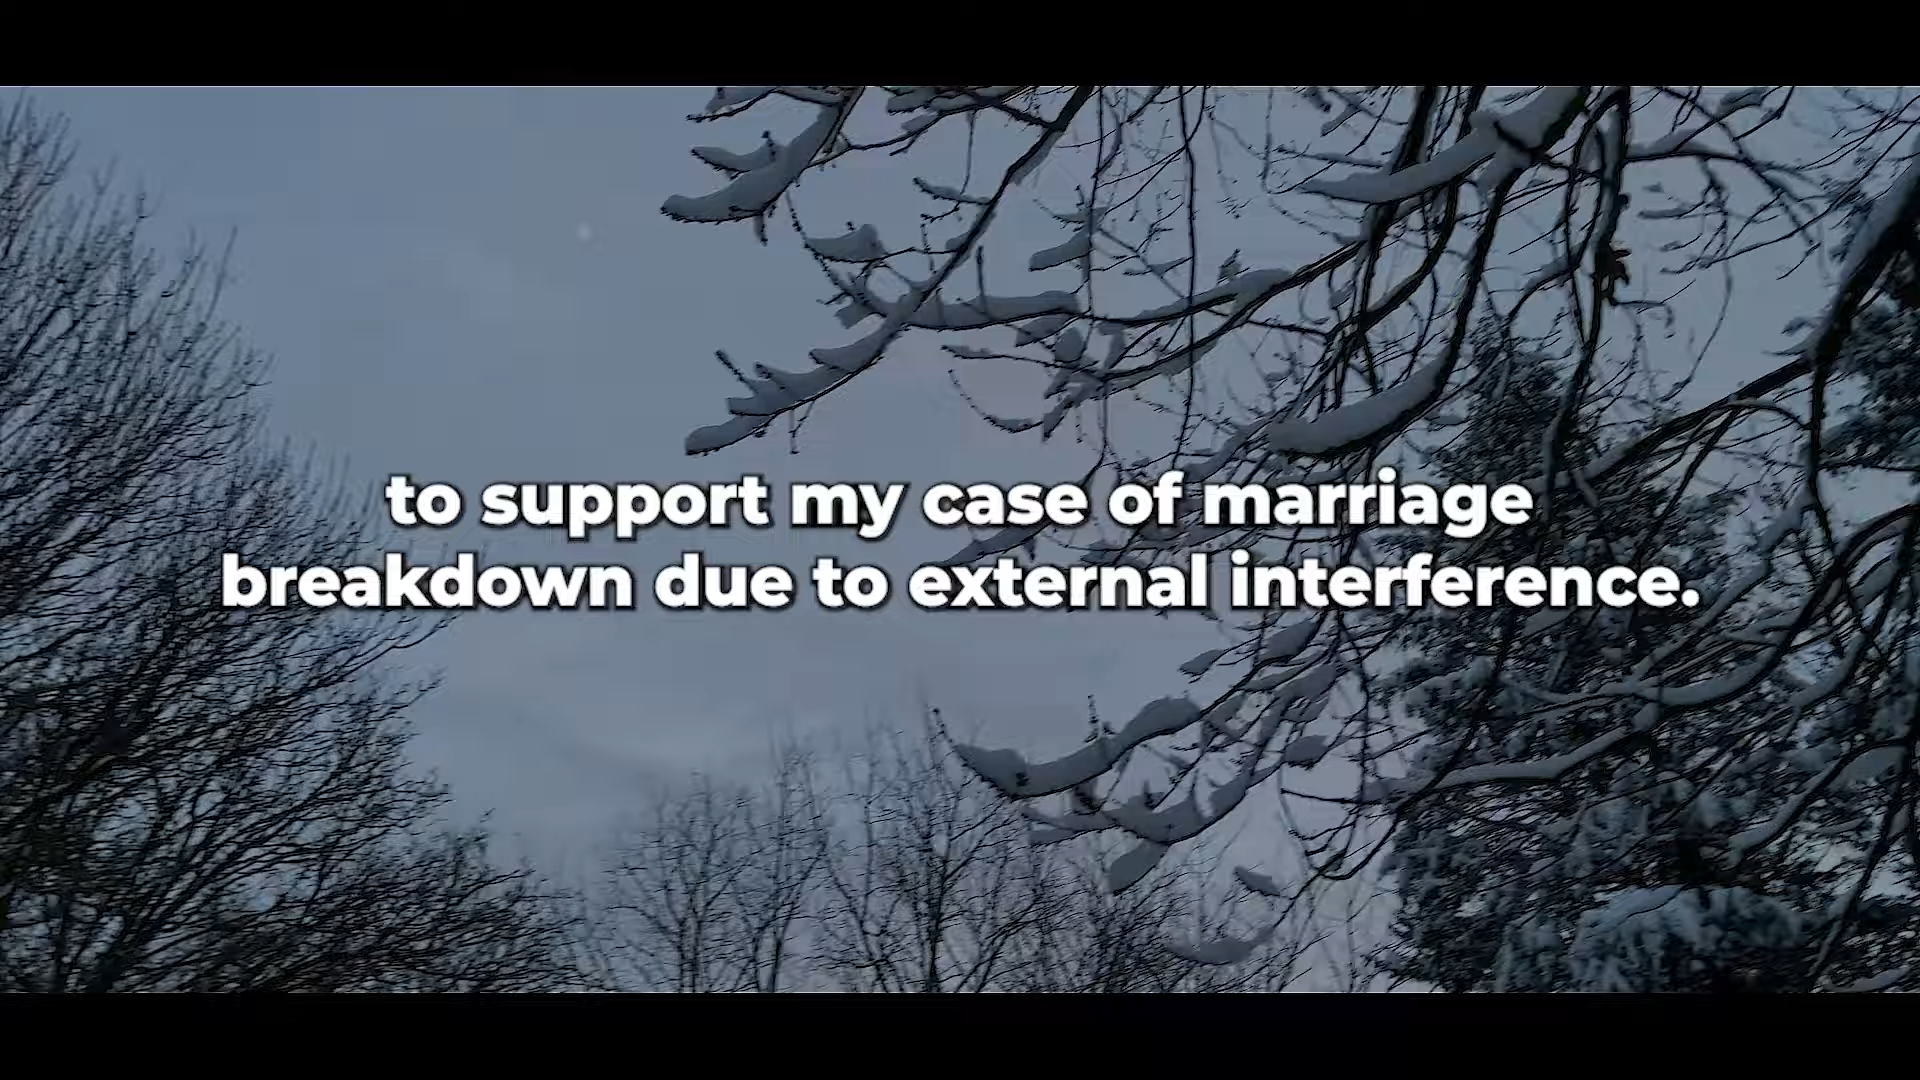 to support my case of marriage
breakdown due to external interference.